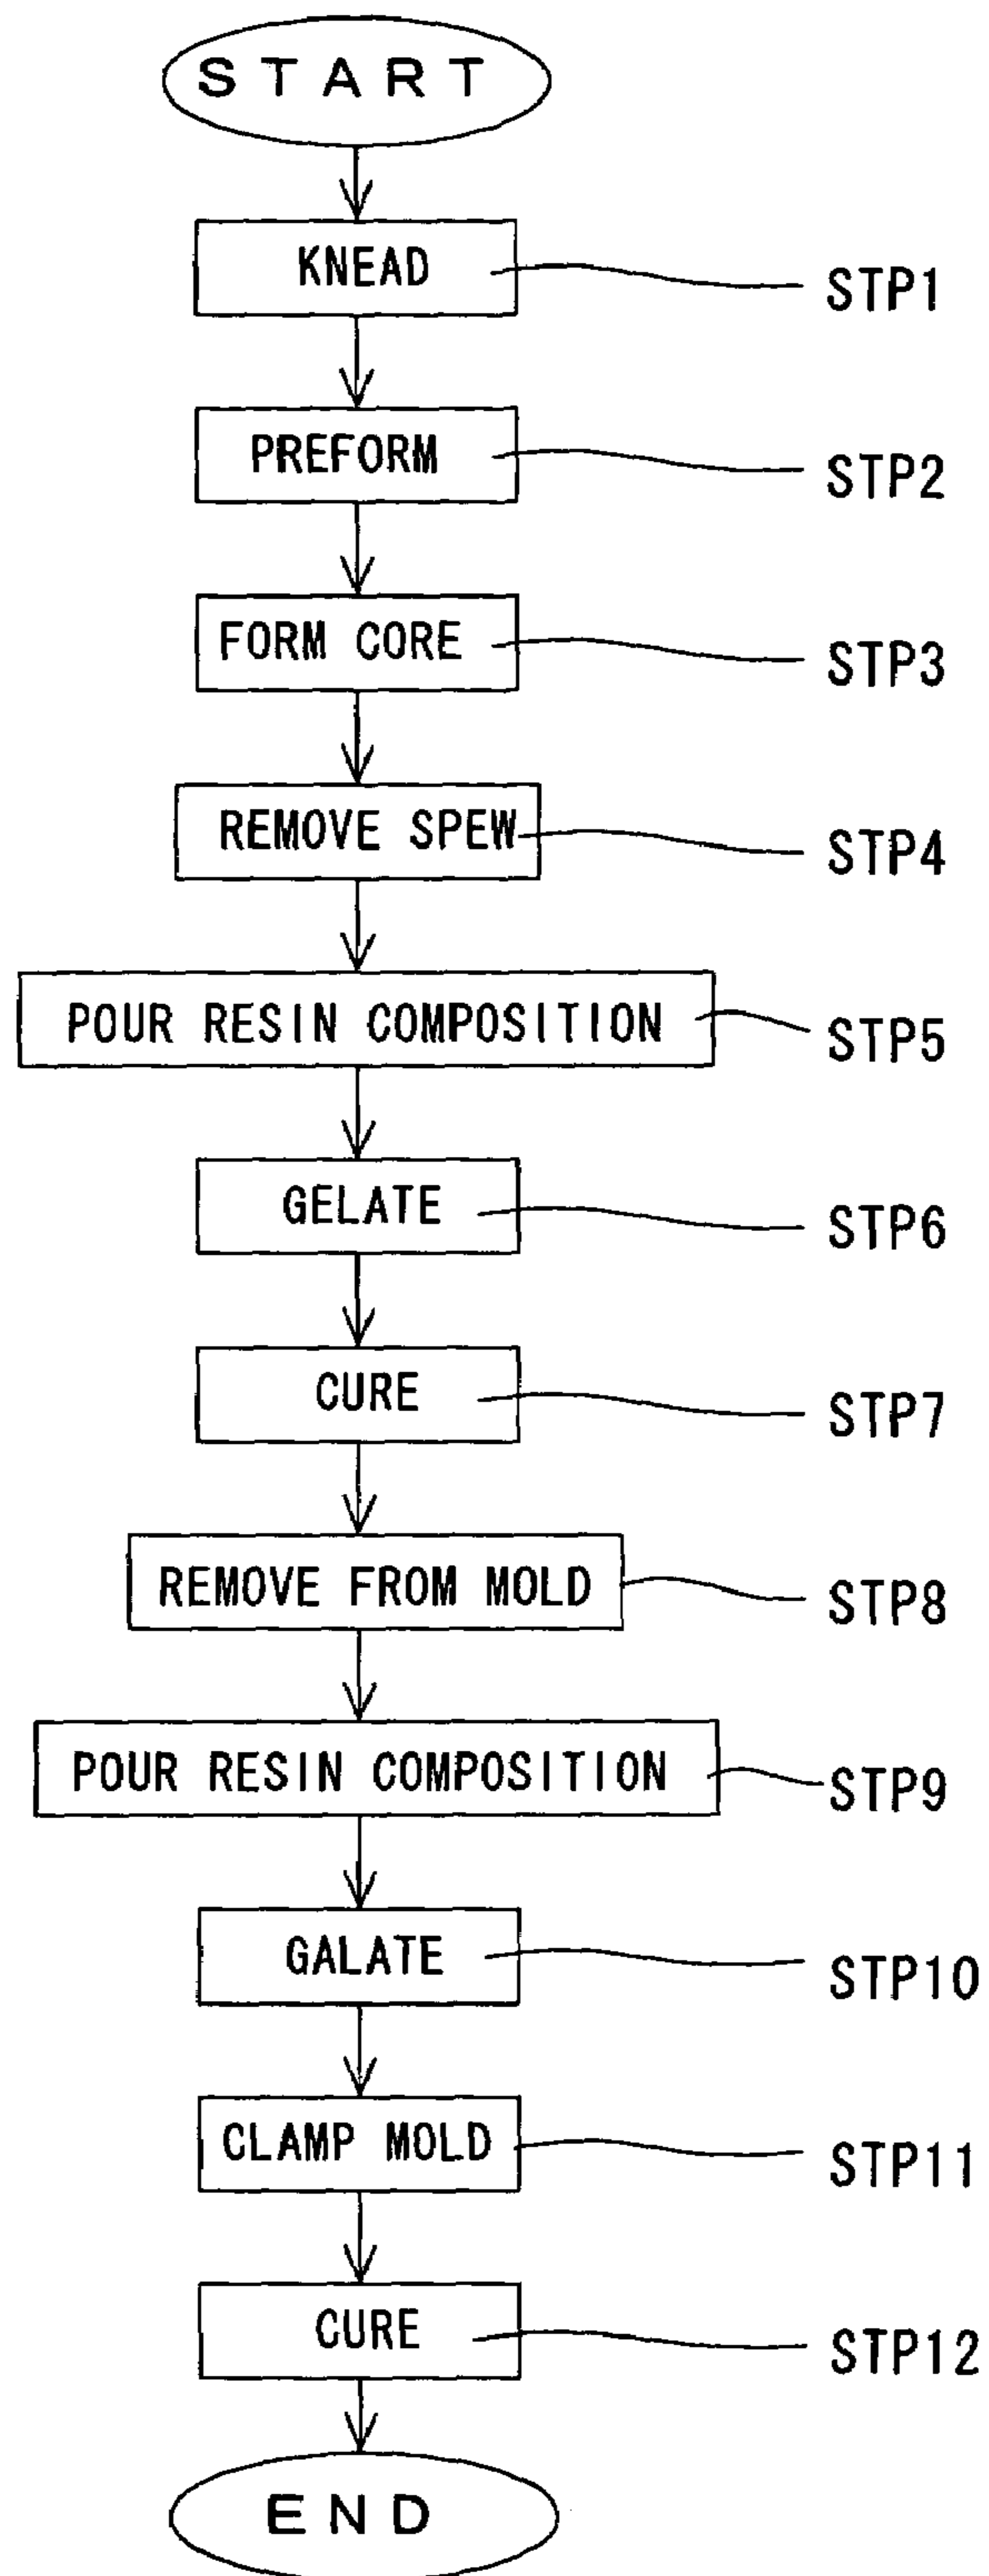 START
KNEAD
STP1
PREFORM
STP2
FORM CORE
STP3
REMOVE SPEW
STP4
POUR RESIN COMPOSITION
STP5
GELATE
STP6
CURE
STP7
REMOVE FROM MOLD
STP8
POUR RESIN COMPOSITION
STP9
GALATE
STP10
CLAMP MOLD
STP11
CURE
STP12
END